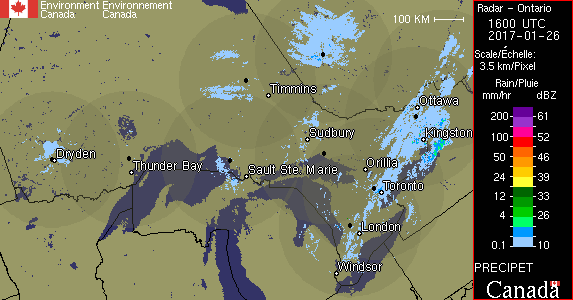 Environment Environnement
Canada Canada
100 KM
Timmins
Ottawa
Sudbury
Kingston
Dryden
Thunder Bay
Sault Ste. Marie
Orillia
Toronto
London
Windsor
Radar - Ontario
1600 UTC
2017-01-26
Scale/Échelle:
3.5 km/Pixel
Rain/Pluie
mm/hr dBZ
200 61
100 52
50 46
24 39
12 33
4 26
0.1 10
PRECIPET
Canada